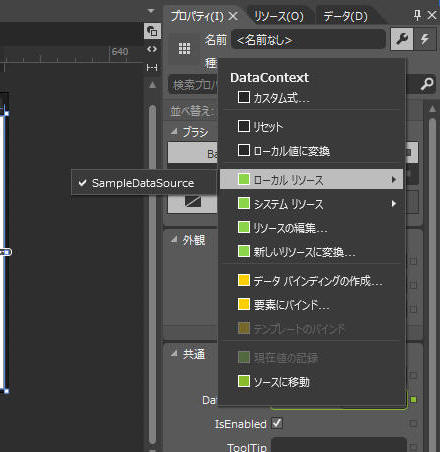 プロパティ(I)
リソース(O)
データ(D)
640
名前
<名前なし>
種
DataContext
検索プロパ
カスタム式...
並べ替え:
リセット
ブラシ
ローカル値に変換
Ba
SampleDataSource
ローカル リソース
システム リソース
リソースの編集...
外観
新しいリソースに変換...
データ バインディングの作成...
要素にバインド...
テンプレートのバインド
共通
現在値の記録
ソースに移動
Da
IsEnabled
ToolTip